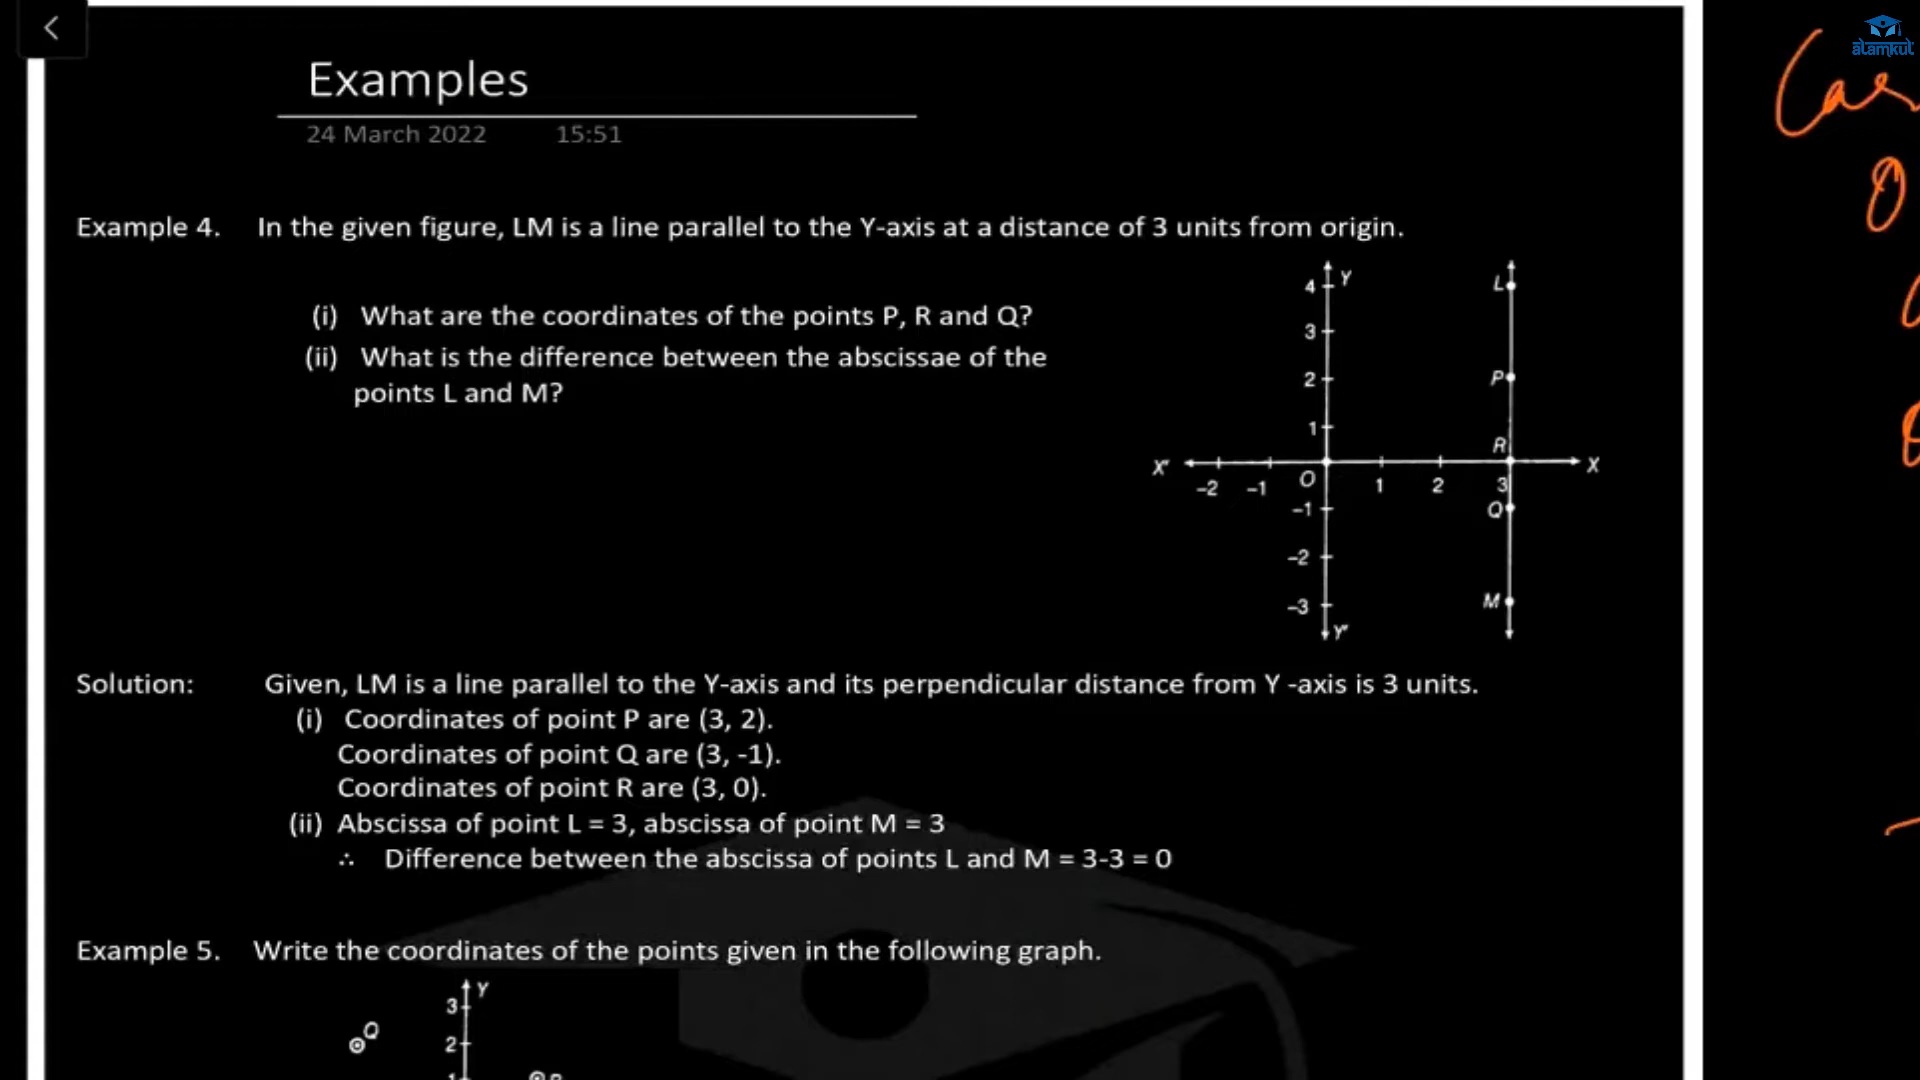 alamkut
Examples
24 March 2022 15:51
Example 4. In the given figure, LM is a line parallel to the Y-axis at a distance of 3 units from origin.
(i) What are the coordinates of the points P, R and Q?
(ii) What is the difference between the abscissae of the
points L and M?
4 Y L
3
2 P
1
R
X' X
-2 -1 O 1 2 3
-1 Q
-2
-3 M
Y'
Solution: Given, LM is a line parallel to the Y-axis and its perpendicular distance from Y -axis is 3 units.
(i) Coordinates of point P are (3, 2).
Coordinates of point Q are (3, -1).
Coordinates of point R are (3, 0).
(ii) Abscissa of point L = 3, abscissa of point M = 3
∴ Difference between the abscissa of points L and M = 3-3 = 0
Example 5. Write the coordinates of the points given in the following graph.
Y
3
Q
2